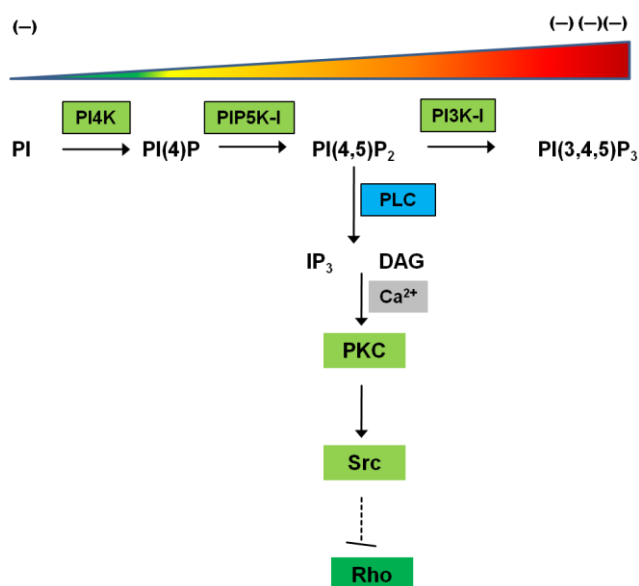 (–) (–) (–)(–)
PI4K PIP5K-I PI3K-I
PI PI(4)P PI(4,5)P₂ PI(3,4,5)P₃
PLC
IP₃ DAG
Ca²⁺
PKC
Src
Rho